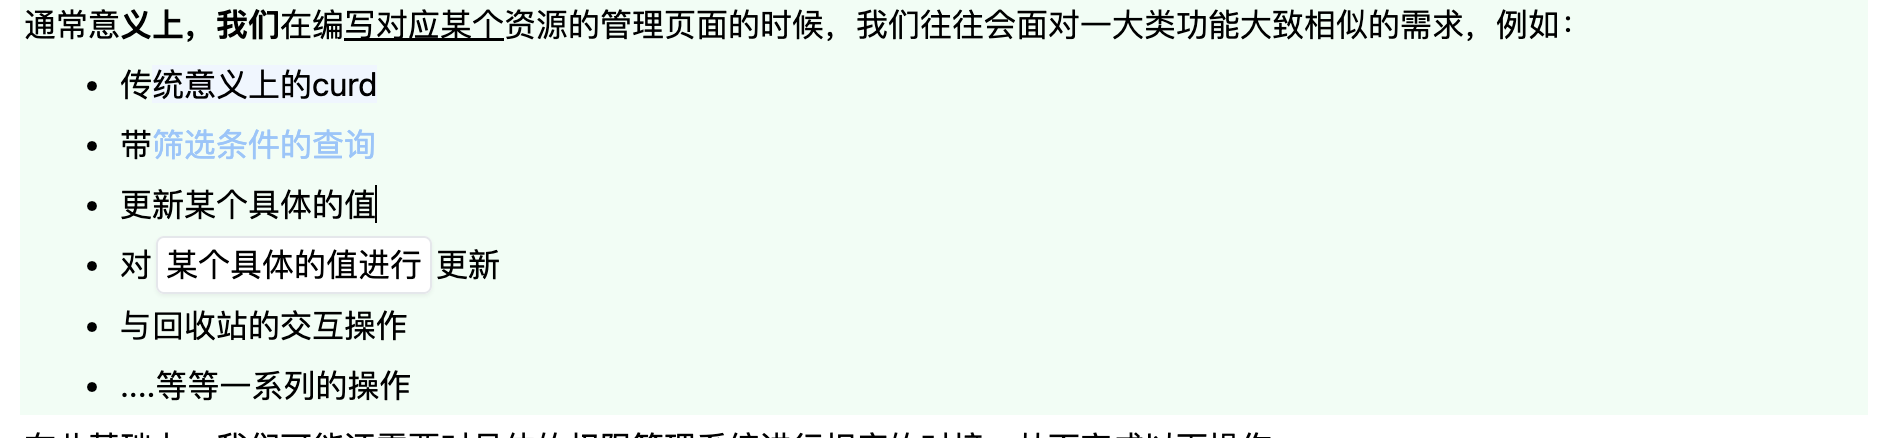 通常意义上，我们在编写对应某个资源的管理页面的时候，我们往往会面对一大类功能大致相似的需求，例如：
传统意义上的curd
带筛选条件的查询
更新某个具体的值
对 某个具体的值进行 更新
与回收站的交互操作
....等等一系列的操作